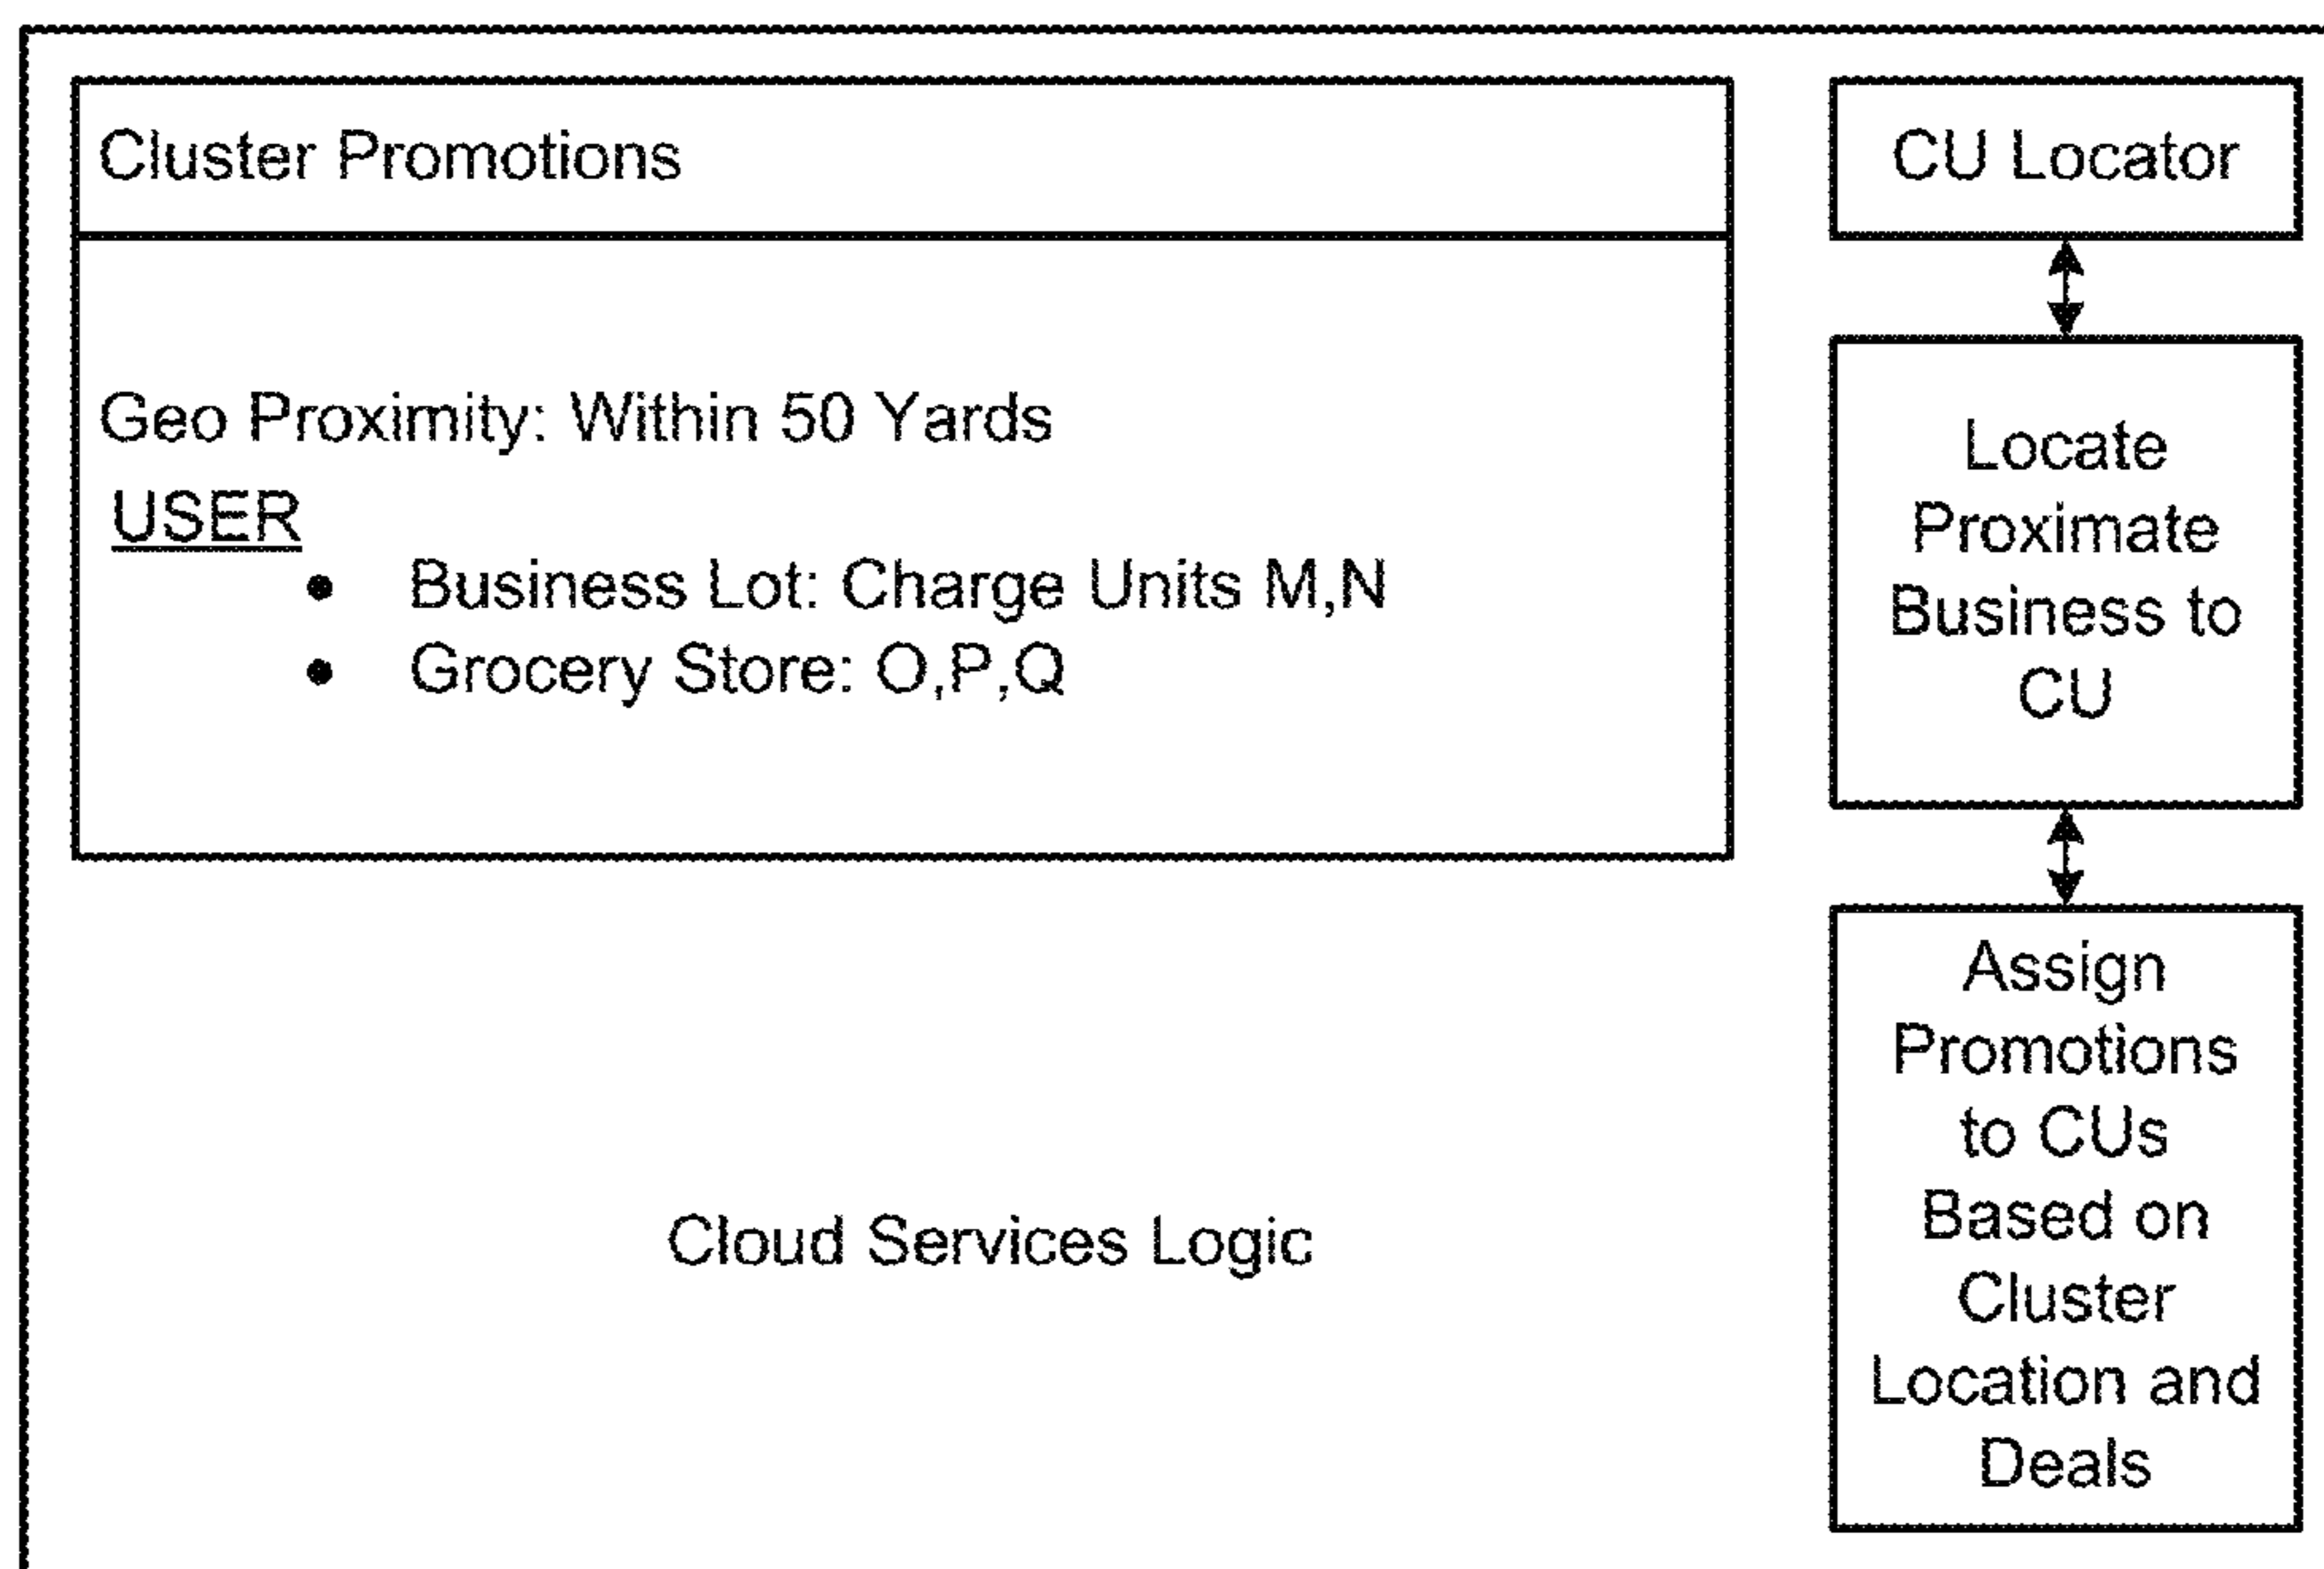 Cluster Promotions
Geo Proximity: Within 50 Yards
USER
• Business Lot: Charge Units M,N
• Grocery Store: O,P,Q
Cloud Services Logic
CU Locator
Locate
Proximate
Business to
CU
Assign
Promotions
to CUs
Based on
Cluster
Location and
Deals